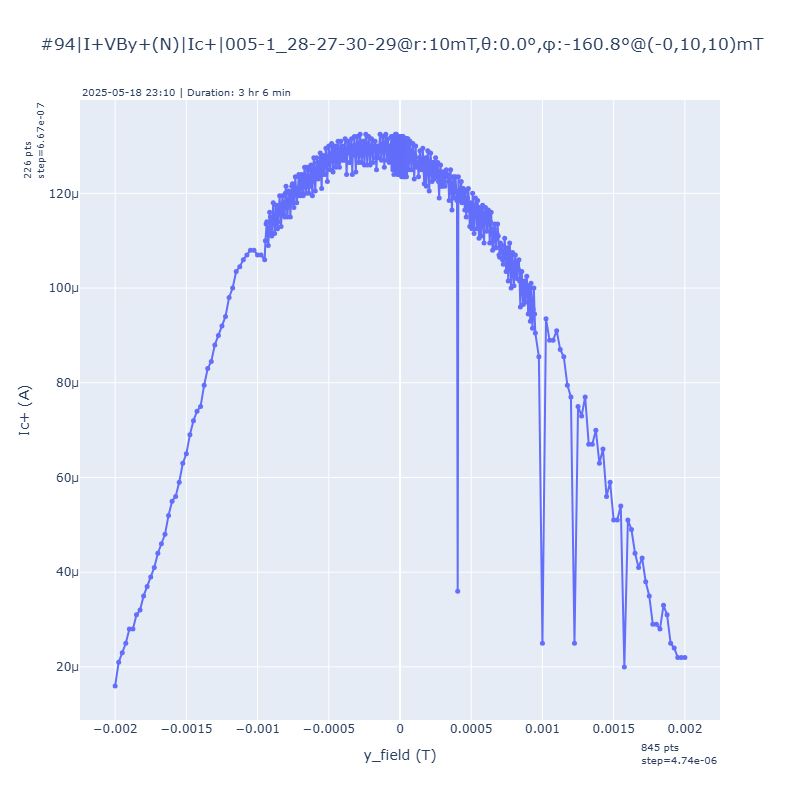 #94|I+VBy+(N)|Ic+|005-1_28-27-30-29@r:10mT,θ:0.0°,φ:-160.8°@(-0,10,10)mT
2025-05-18 23:10 | Duration: 3 hr 6 min
226 pts
step=6.67e-07
120μ
100μ
80μ
60μ
40μ
20μ
Ic+ (A)
−0.002
−0.0015
−0.001
−0.0005
0
0.0005
0.001
0.0015
0.002
y_field (T)
845 pts
step=4.74e-06